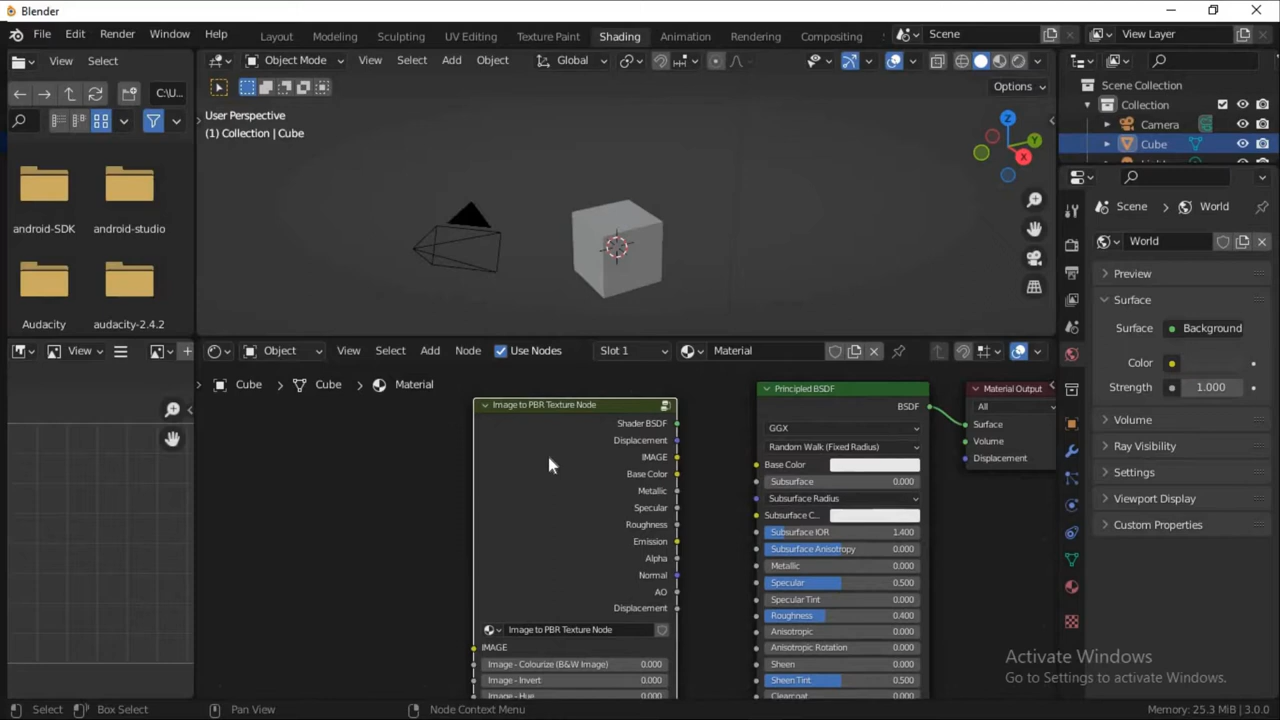 Blender
File Edit Render Window Help
Layout Modeling Sculpting UV Editing Texture Paint Shading Animation Rendering Compositing
Scene
View Layer
View Select
Object Mode View Select Add Object
Global
Options
C:\U...
User Perspective
(1) Collection | Cube
Z
Y
X
android-SDK
android-studio
Audacity
audacity-2.4.2
Scene Collection
Collection
Camera
Cube
Scene World
World
Preview
Surface
Surface Background
Color
Strength 1.000
Volume
Ray Visibility
Settings
Viewport Display
Custom Properties
View
Object View Select Add Node Use Nodes Slot 1 Material
Cube Cube Material
Image to PBR Texture Node
Shader BSDF
Displacement
IMAGE
Base Color
Metallic
Specular
Roughness
Emission
Alpha
Normal
AO
Displacement
Image to PBR Texture Node
IMAGE
Image - Colourize (B&W Image) 0.000
Image - Invert 0.000
Image - Hue 0.000
Principled BSDF
BSDF
GGX
Random Walk (Fixed Radius)
Base Color
Subsurface 0.000
Subsurface Radius
Subsurface C...
Subsurface IOR 1.400
Subsurface Anisotropy 0.000
Metallic 0.000
Specular 0.500
Specular Tint 0.000
Roughness 0.400
Anisotropic 0.000
Anisotropic Rotation 0.000
Sheen 0.000
Sheen Tint 0.500
Clearcoat 0.000
Material Output
All
Surface
Volume
Displacement
Activate Windows
Go to Settings to activate Windows.
Select Box Select Pan View Node Context Menu Memory: 25.3 MiB | 3.0.0